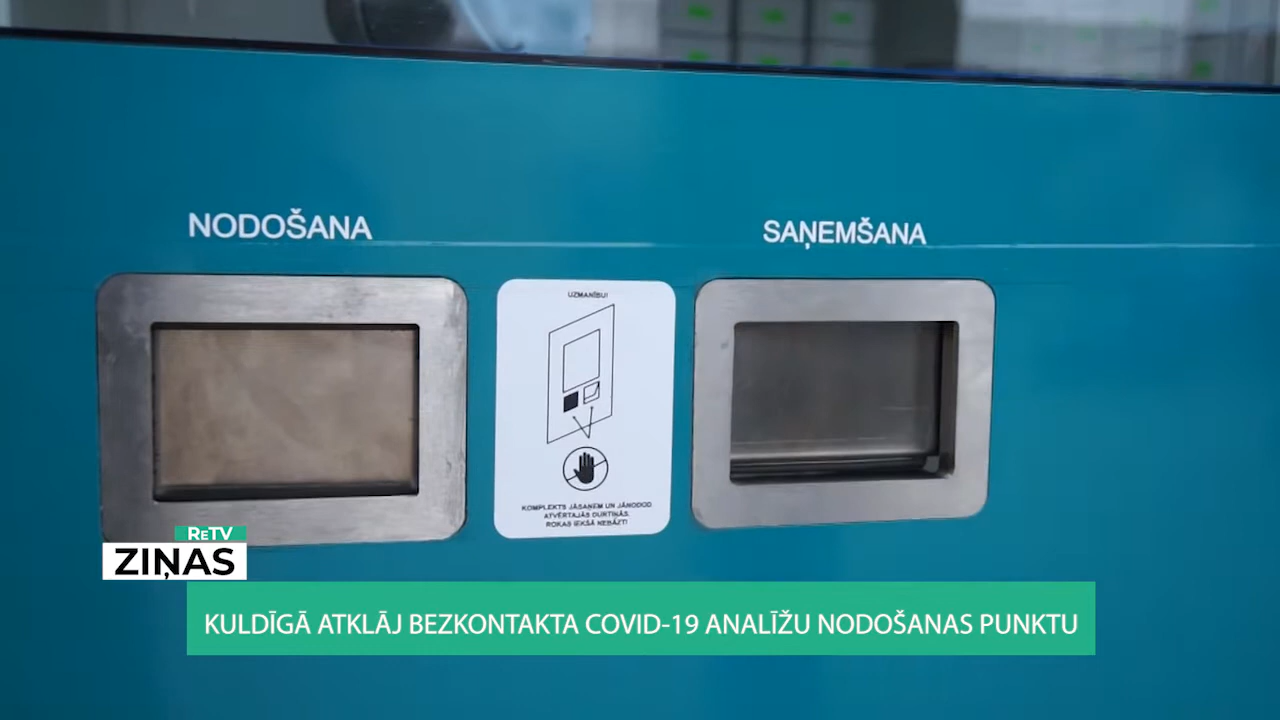 NODOŠANA
SAŅEMŠANA
UZMANĪBU!
KOMPLEKTS JĀSAŅEM UN JĀNODOD
ATVĒRTAJĀS DURTIŅĀS.
ROKAS IEKŠĀ NEBĀZT!
RETV
ZIŅAS
KULDĪGĀ ATKLĀJ BEZKONTAKTA COVID-19 ANALĪŽU NODOŠANAS PUNKTU